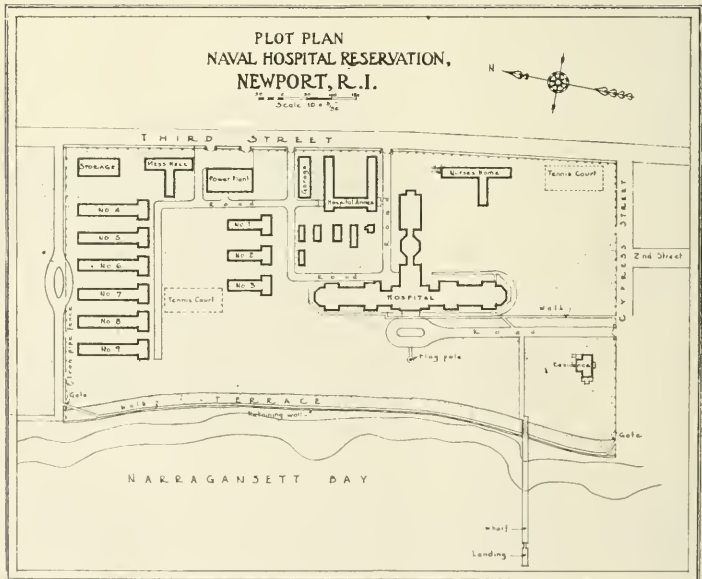 PLOT PLAN
NAVAL HOSPITAL RESERVATION,
NEWPORT, R.I.
N
THIRD STREET
STORAGE
MESS HALL
Power Plant
Garage
Hospital Annex
Nurses Home
Tennis Court
CYPRESS STREET
2nd Street
No 4
No 5
No 6
No 7
No 8
No 9
Road
No 1
No 2
No 3
Road
Road
Tennis Court
HOSPITAL
Walk
Road
Flag pole
Residence
Gate
Walk
TERRACE
Retaining wall
Gate
NARRAGANSETT BAY
Wharf
Landing